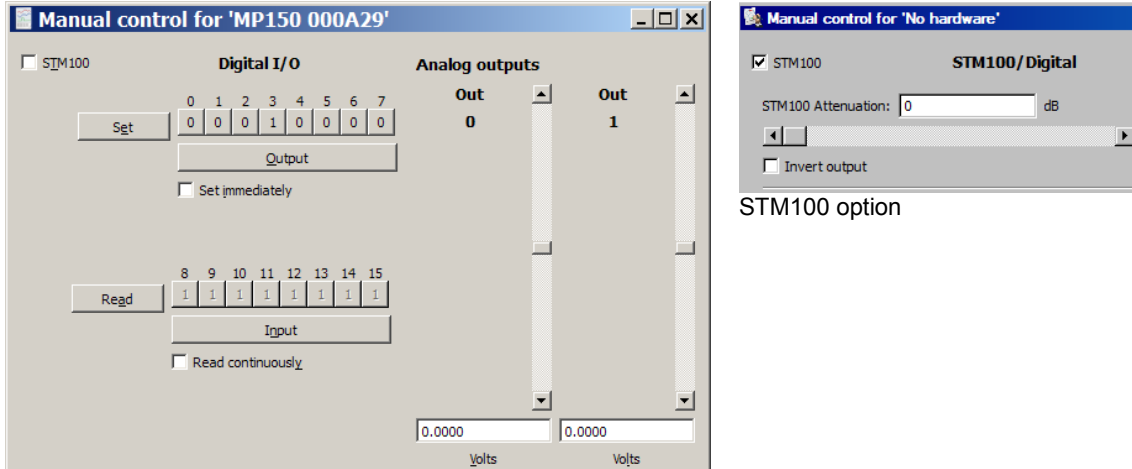 Manual control for 'MP150 000A29'
STM100
Digital I/O
Analog outputs
Out
0
Out
1
0 1 2 3 4 5 6 7
Set
0 0 0 1 0 0 0 0
Output
Set immediately
8 9 10 11 12 13 14 15
Read
1 1 1 1 1 1 1 1
Input
Read continuously
0.0000
0.0000
Volts
Volts
Manual control for 'No hardware'
STM100
STM100/Digital
STM100 Attenuation: 0 dB
Invert output
STM100 option